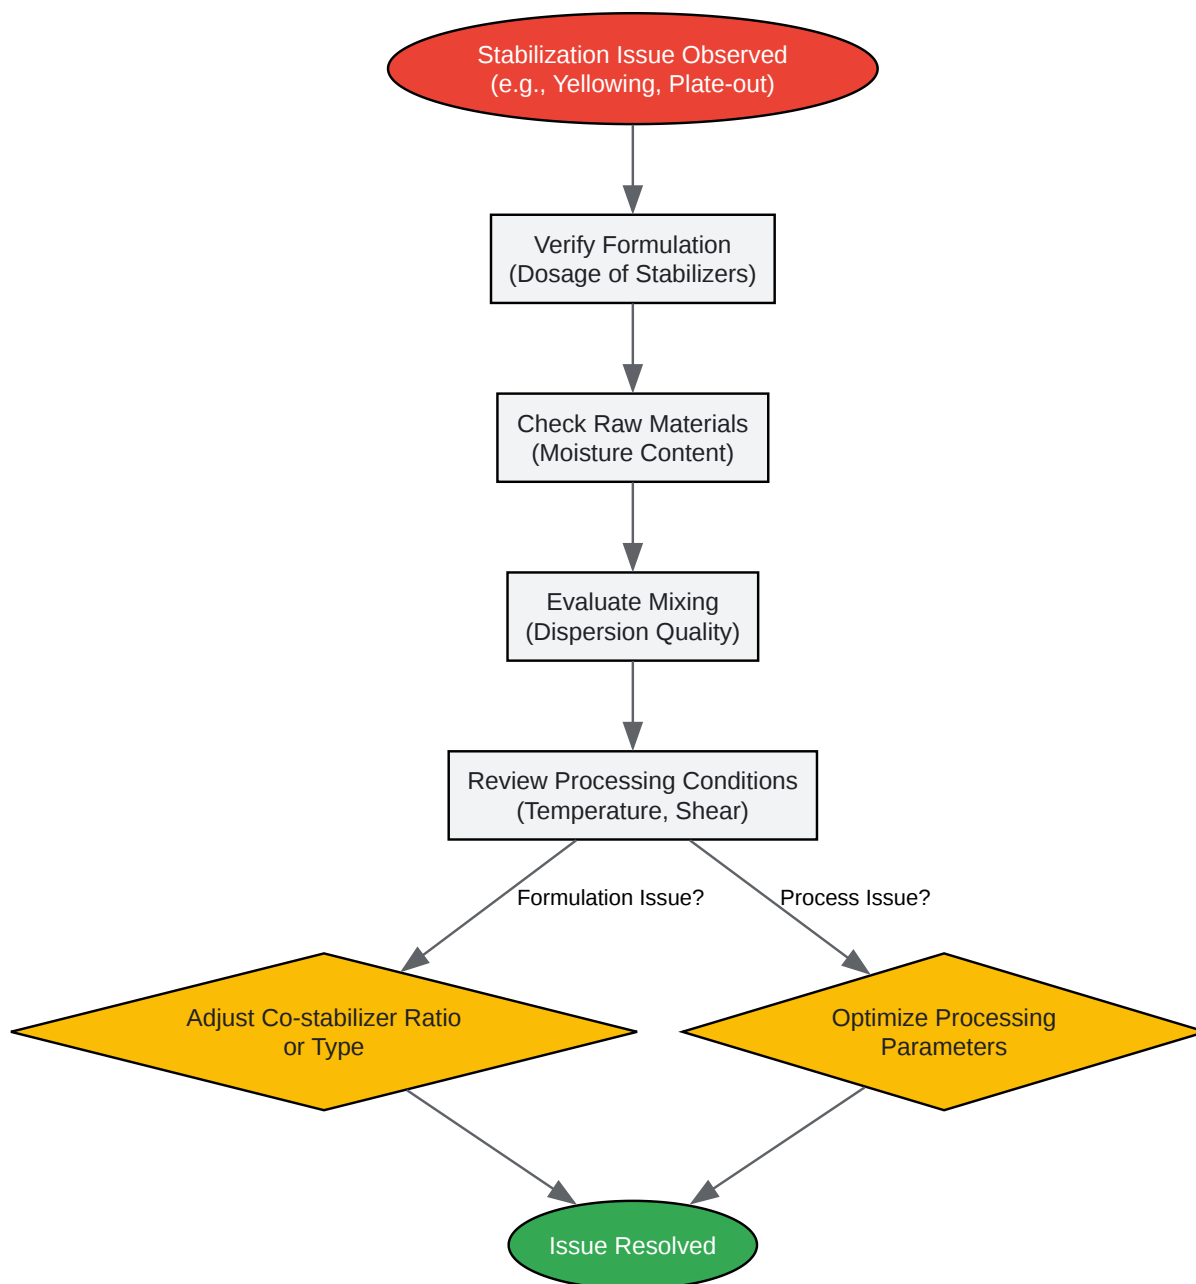 Stabilization Issue Observed
(e.g., Yellowing, Plate-out)
Verify Formulation
(Dosage of Stabilizers)
Check Raw Materials
(Moisture Content)
Evaluate Mixing
(Dispersion Quality)
Review Processing Conditions
(Temperature, Shear)
Formulation Issue?
Process Issue?
Adjust Co-stabilizer Ratio
or Type
Optimize Processing
Parameters
Issue Resolved